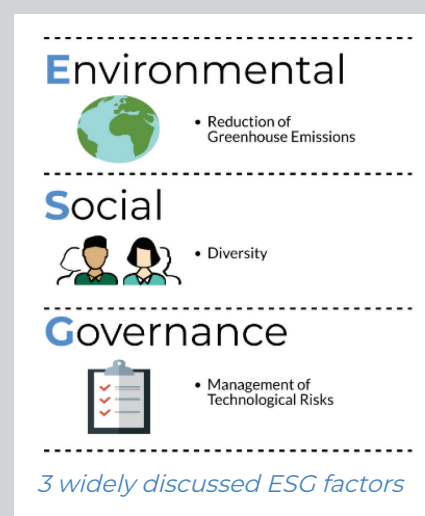 Environmental
• Reduction of
Greenhouse Emissions
Social
• Diversity
Governance
• Management of
Technological Risks
3 widely discussed ESG factors